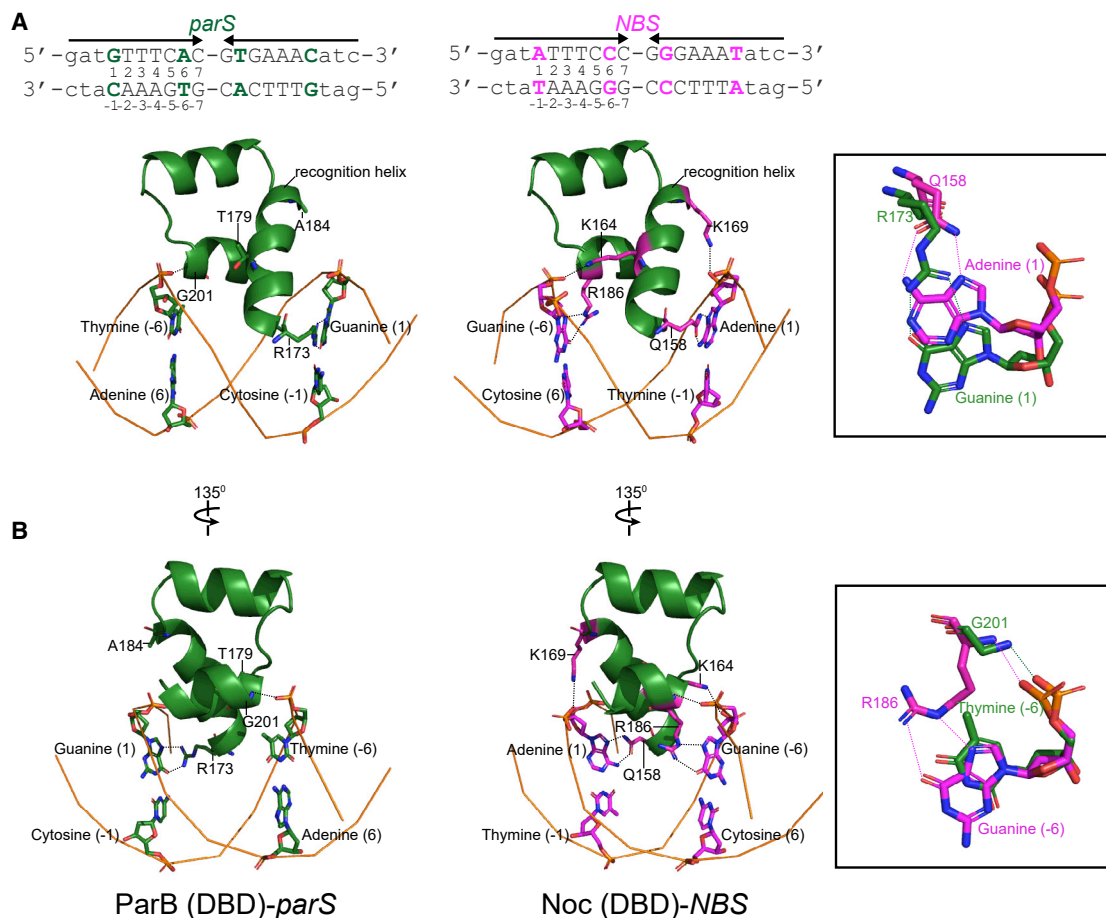 A
parS
5'-gatGTTTCAC-GTGAAACatc-3'
1 2 3 4 5 6 7
3'-ctaCAAAGTG-CACTTTGtag-5'
-1-2-3-4-5-6-7
NBS
5'-gatATTTCCC-GGGAAATatc-3'
1 2 3 4 5 6 7
3'-ctaTAAAGGG-CCCTTTAtag-5'
-1-2-3-4-5-6-7
recognition helix
T179
A184
G201
Thymine (-6)
Guanine (1)
R173
Adenine (6)
Cytosine (-1)
recognition helix
K164
K169
R186
Guanine (-6)
Q158
Adenine (1)
Cytosine (6)
Thymine (-1)
Q158
R173
Adenine (1)
Guanine (1)
135⁰
135⁰
B
A184
T179
G201
Guanine (1)
Thymine (-6)
R173
Cytosine (-1)
Adenine (6)
ParB (DBD)-parS
K169
K164
R186
Adenine (1)
Guanine (-6)
Q158
Thymine (-1)
Cytosine (6)
Noc (DBD)-NBS
G201
R186
Thymine (-6)
Guanine (-6)